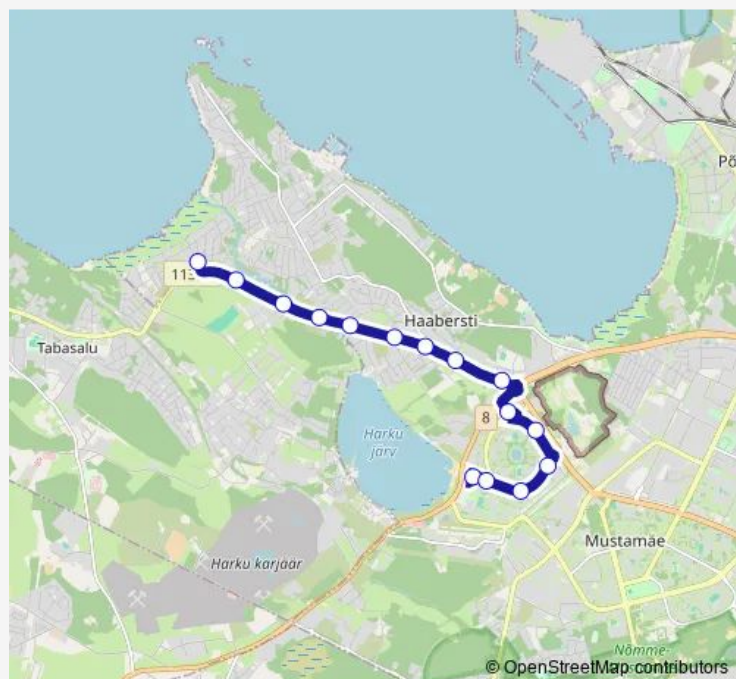 Põ
113
Haabersti
Tabasalu
8
Harku
järv
Mustamäe
Harku karjäär
Nõmme-
© OpenStreetMap contributors